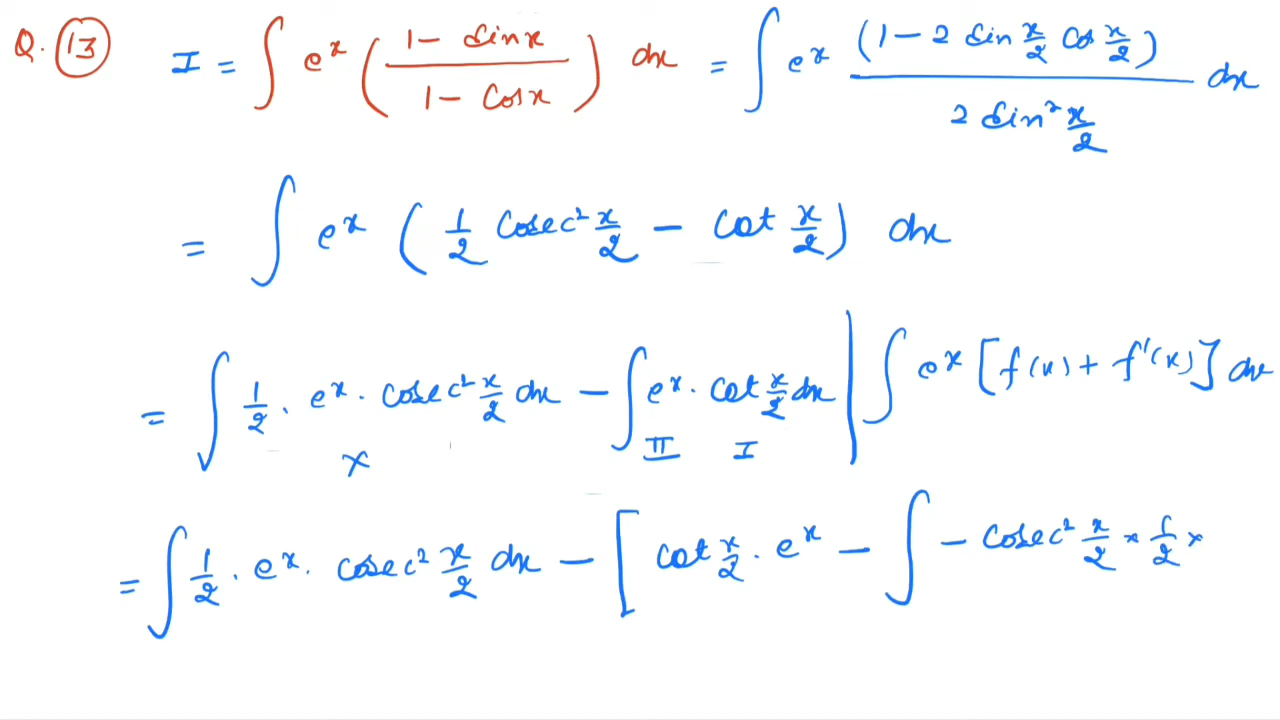 Q. 13 I = ∫ e^x ( (1 - Sin x) / (1 - Cos x) ) dx = ∫ e^x (1 - 2 Sin x/2 Cos x/2) / (2 Sin² x/2) dx
= ∫ e^x ( 1/2 Cosec² x/2 - Cot x/2 ) dx
= ∫ 1/2 . e^x . Cosec² x/2 dx - ∫ e^x . Cot x/2 dx | ∫ e^x [f(x) + f'(x)] dx
× II I
= ∫ 1/2 . e^x . Cosec² x/2 dx - [ Cot x/2 . e^x - ∫ - Cosec² x/2 × 1/2 ×